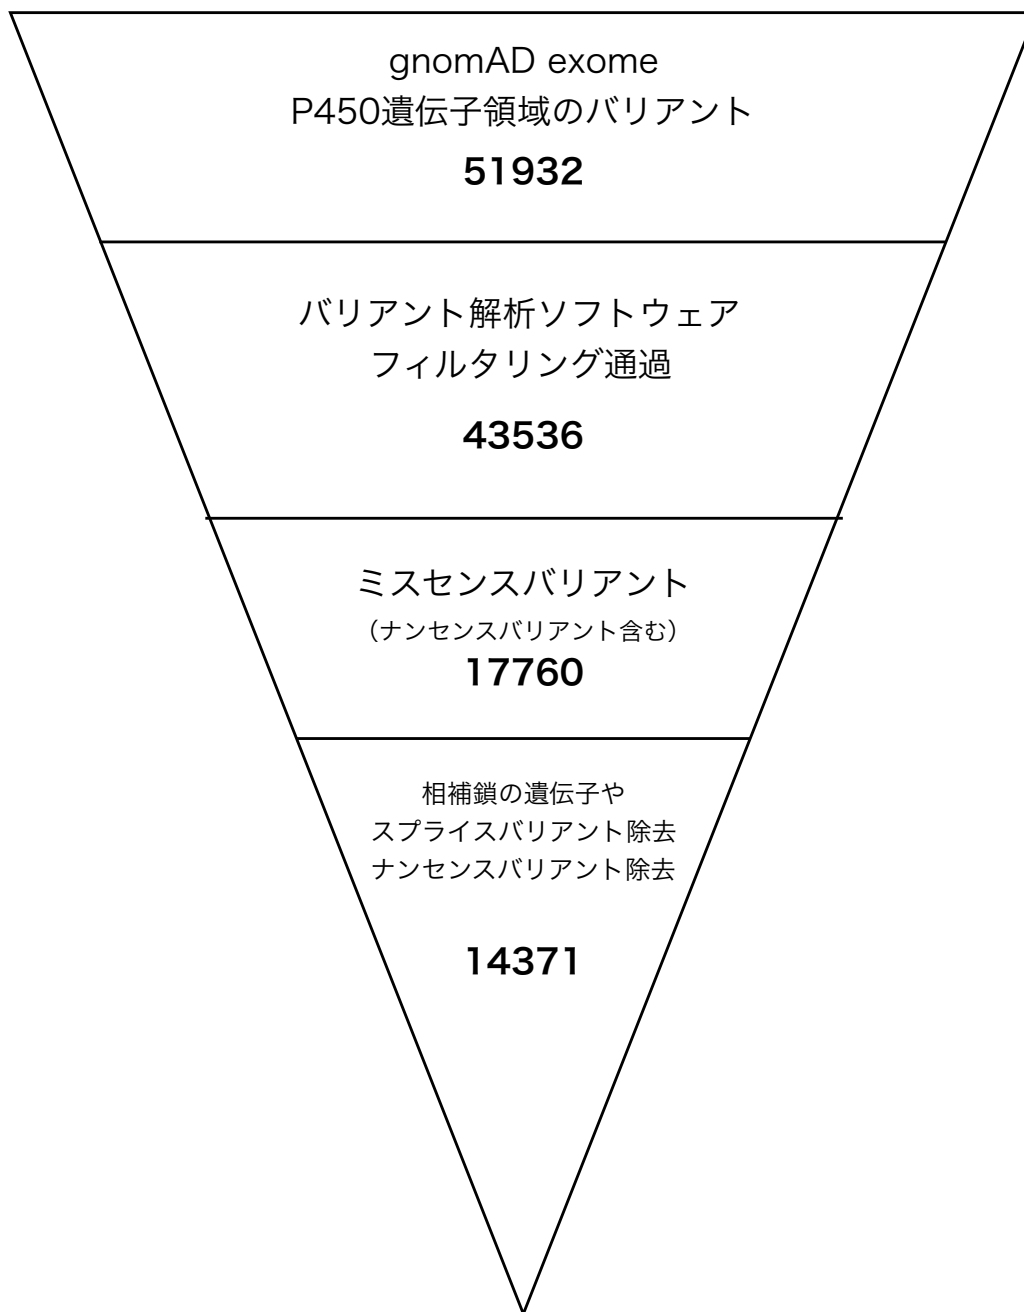 gnomAD exome
P450遺伝子領域のバリアント
51932
バリアント解析ソフトウェア
フィルタリング通過
43536
ミスセンスバリアント
（ナンセンスバリアント含む）
17760
相補鎖の遺伝子や
スプライスバリアント除去
ナンセンスバリアント除去
14371